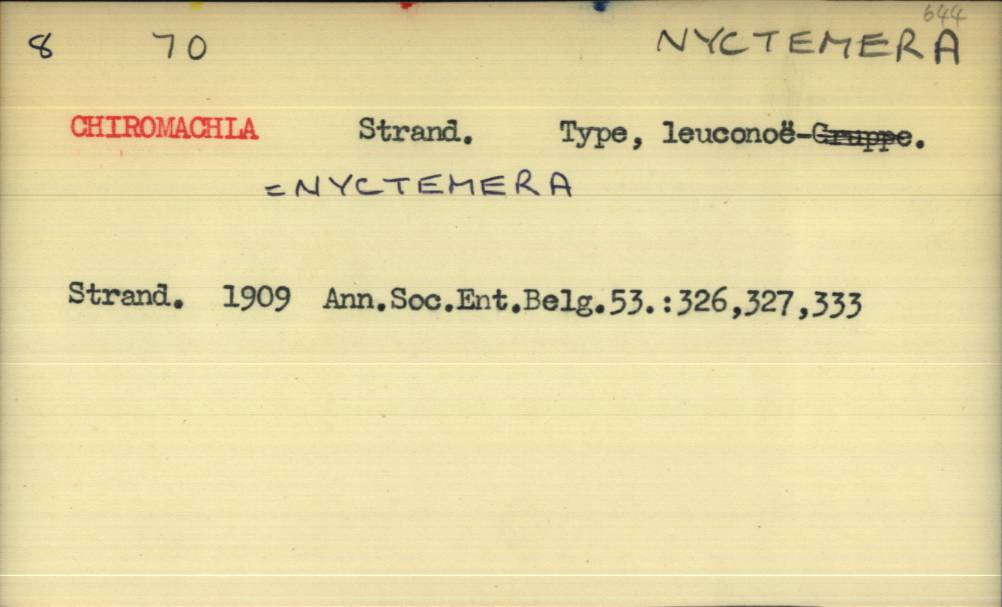 644
8 70 NYCTEMERA
CHIROMACHLA Strand. Type, leuconoë-Gruppe.
=NYCTEMERA
Strand. 1909 Ann.Soc.Ent.Belg.53.:326,327,333